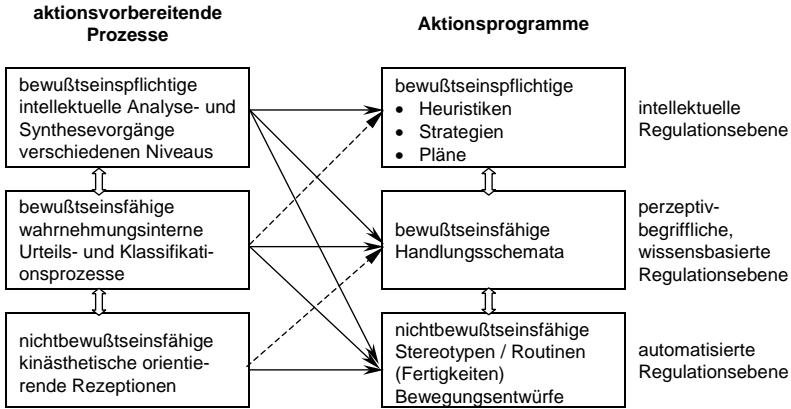 aktionsvorbereitende
Prozesse
Aktionsprogramme
bewußtseinspflichtige
intellektuelle Analyse- und
Synthesevorgänge
verschiedenen Niveaus
bewußtseinspflichtige
• Heuristiken
• Strategien
• Pläne
intellektuelle
Regulationsebene
bewußtseinsfähige
wahrnehmungsinterne
Urteils- und Klassifikati-
onsprozesse
bewußtseinsfähige
Handlungsschemata
perzeptiv-
begriffliche,
wissensbasierte
Regulationsebene
nichtbewußtseinsfähige
kinästhetische orientie-
rende Rezeptionen
nichtbewußtseinsfähige
Stereotypen / Routinen
(Fertigkeiten)
Bewegungsentwürfe
automatisierte
Regulationsebene